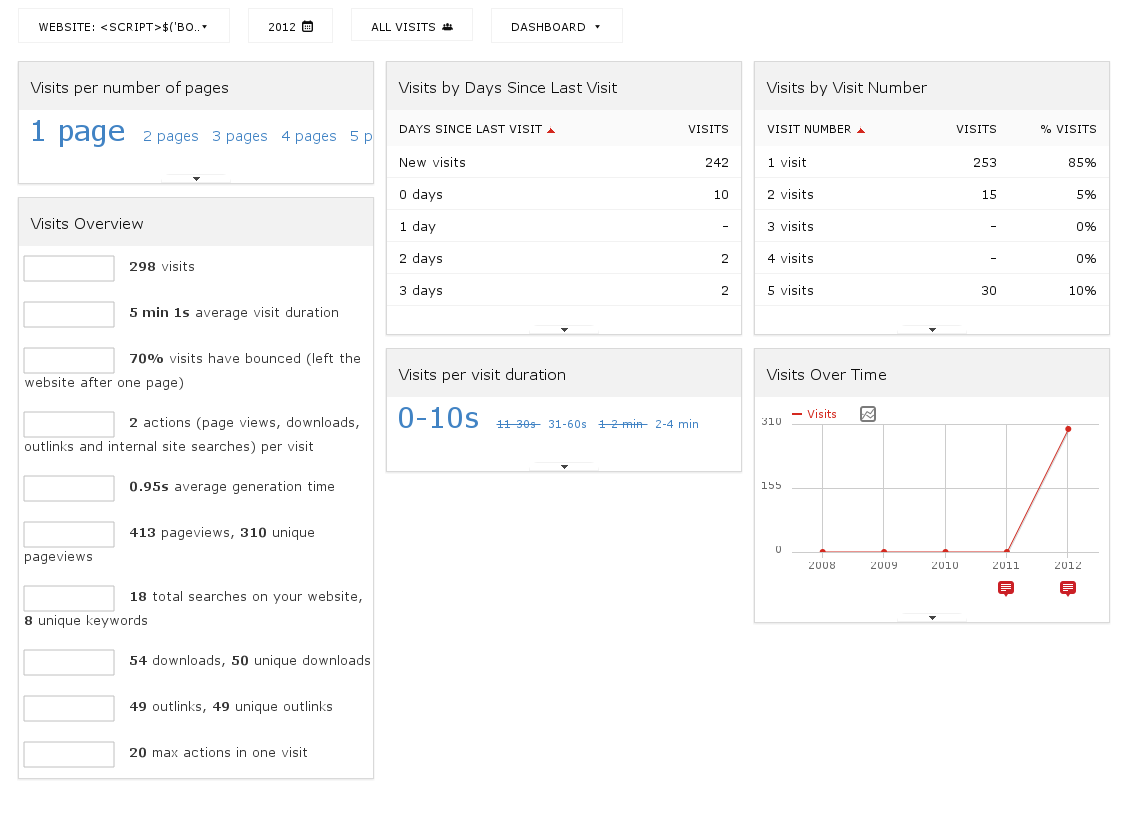 WEBSITE: <SCRIPT>$('BO..
2012
ALL VISITS
DASHBOARD
Visits per number of pages
1 page 2 pages 3 pages 4 pages 5 p
Visits Overview
298 visits
5 min 1s average visit duration
70% visits have bounced (left the
website after one page)
2 actions (page views, downloads,
outlinks and internal site searches) per visit
0.95s average generation time
413 pageviews, 310 unique
pageviews
18 total searches on your website,
8 unique keywords
54 downloads, 50 unique downloads
49 outlinks, 49 unique outlinks
20 max actions in one visit
Visits by Days Since Last Visit
DAYS SINCE LAST VISIT VISITS
New visits 242
0 days 10
1 day -
2 days 2
3 days 2
Visits per visit duration
0-10s 11-30s 31-60s 1-2 min 2-4 min
Visits by Visit Number
VISIT NUMBER VISITS % VISITS
1 visit 253 85%
2 visits 15 5%
3 visits - 0%
4 visits - 0%
5 visits 30 10%
Visits Over Time
Visits
310
155
0
2008 2009 2010 2011 2012